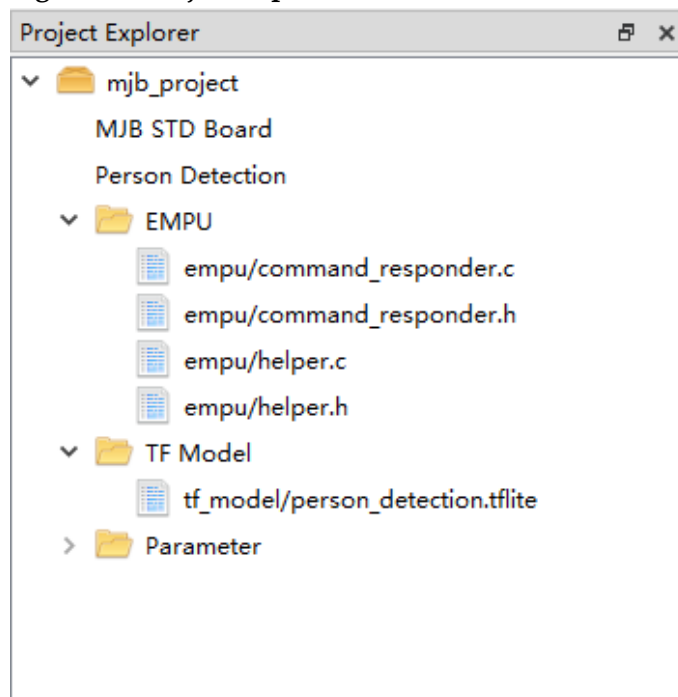 Project Explorer
mjb_project
MJB STD Board
Person Detection
EMPU
empu/command_responder.c
empu/command_responder.h
empu/helper.c
empu/helper.h
TF Model
tf_model/person_detection.tflite
Parameter